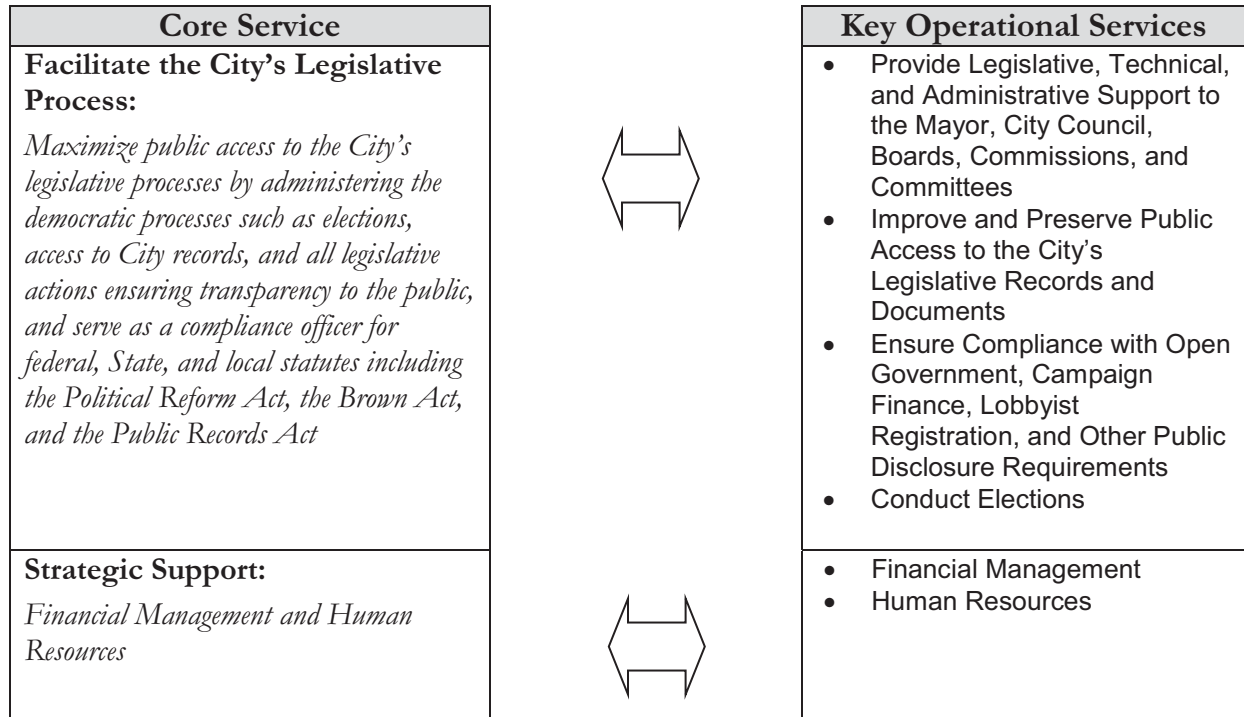 Core Service
Facilitate the City’s Legislative
Process:
Maximize public access to the City’s
legislative processes by administering the
democratic processes such as elections,
access to City records, and all legislative
actions ensuring transparency to the public,
and serve as a compliance officer for
federal, State, and local statutes including
the Political Reform Act, the Brown Act,
and the Public Records Act
Strategic Support:
Financial Management and Human
Resources
Key Operational Services
• Provide Legislative, Technical,
and Administrative Support to
the Mayor, City Council,
Boards, Commissions, and
Committees
• Improve and Preserve Public
Access to the City’s
Legislative Records and
Documents
• Ensure Compliance with Open
Government, Campaign
Finance, Lobbyist
Registration, and Other Public
Disclosure Requirements
• Conduct Elections
• Financial Management
• Human Resources